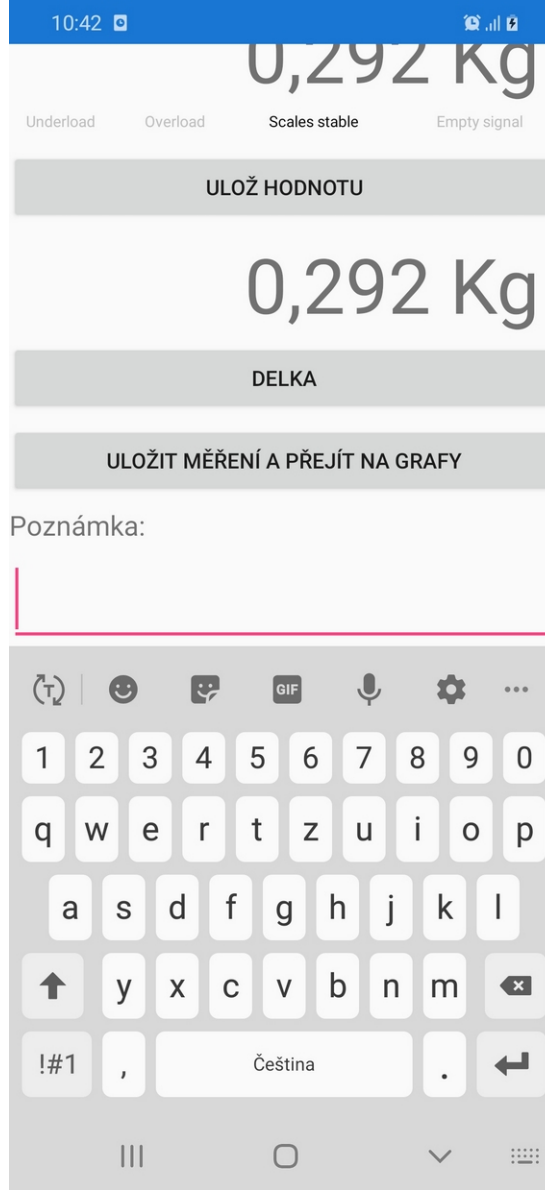 10:42
0,292 Kg
Underload Overload Scales stable Empty signal
ULOŽ HODNOTU
0,292 Kg
DELKA
ULOŽIT MĚŘENÍ A PŘEJÍT NA GRAFY
Poznámka:
T GIF
1 2 3 4 5 6 7 8 9 0
q w e r t z u i o p
a s d f g h j k l
y x c v b n m
!#1 , Čeština .